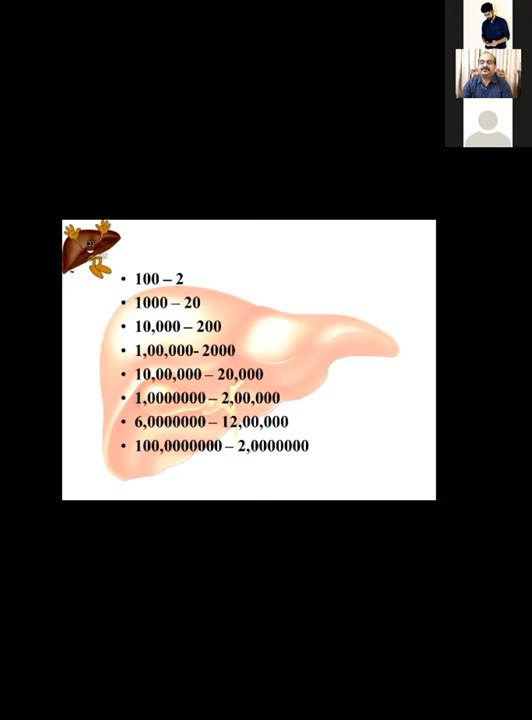 • 100 – 2
• 1000 – 20
• 10,000 – 200
• 1,00,000- 2000
• 10,00,000 – 20,000
• 1,0000000 – 2,00,000
• 6,0000000 – 12,00,000
• 100,0000000 – 2,0000000